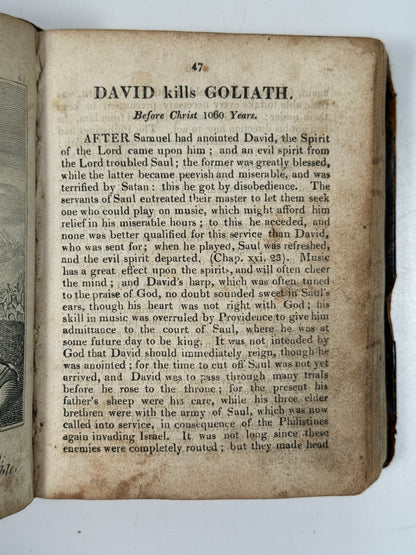 47
DAVID kills GOLIATH.
Before Christ 1060 Years.
AFTER Samuel had anointed David, the Spirit
of the Lord came upon him; and an evil spirit from
the Lord troubled Saul; the former was greatly blessed,
while the latter became peevish and miserable, and was
terrified by Satan: this he got by disobedience. The
servants of Saul entreated their master to let them seek
one who could play on music, which might afford him
relief in his miserable hours; to this he acceded, and
none was better qualified for this service than David,
who was sent for; when he played, Saul was refreshed,
and the evil spirit departed. (Chap. xvi. 23). Music
has a great effect upon the spirits, and will often cheer
the mind; and David's harp, which was often tuned
to the praise of God, no doubt sounded sweet in Saul's
ears, though his heart was not right with God; his
skill in music was overruled by Providence to give him
admittance to the court of Saul, where he was at
some future day to be king. It was not intended by
God that David should immediately reign, though he
was anointed; for the time to cut off Saul was not yet
arrived, and David was to pass through many trials
before he rose to the throne; for the present his
father's sheep were his care, while his three elder
brethren were with the army of Saul, which was now
called into service, in consequence of the Philistines
again invading Israel. It was not long since these
enemies were completely routed; but they made head